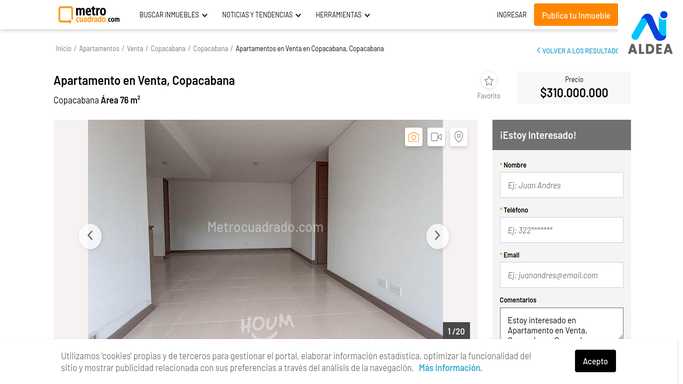 metro
cuadrado.com
BUSCAR INMUEBLES
NOTICIAS Y TENDENCIAS
HERRAMIENTAS
INGRESAR
Publica tu Inmueble
ALDEA
Inicio / Apartamentos / Venta / Copacabana / Copacabana / Apartamentos en Venta en Copacabana, Copacabana
VOLVER A LOS RESULTADO
Apartamento en Venta, Copacabana
Copacabana Área 76 m²
Favorito
Precio
$310.000.000
Metrocuadrado.com
HOUM
1/20
¡Estoy Interesado!
* Nombre
Ej: Juan Andres
* Teléfono
Ej: 322*******
* Email
Ej: juanandres@email.com
Comentarios
Estoy interesado en
Apartamento en Venta,
Utilizamos 'cookies' propias y de terceros para gestionar el portal, elaborar información estadística, optimizar la funcionalidad del
sitio y mostrar publicidad relacionada con sus preferencias a través del análisis de la navegación. Más Información.
Acepto